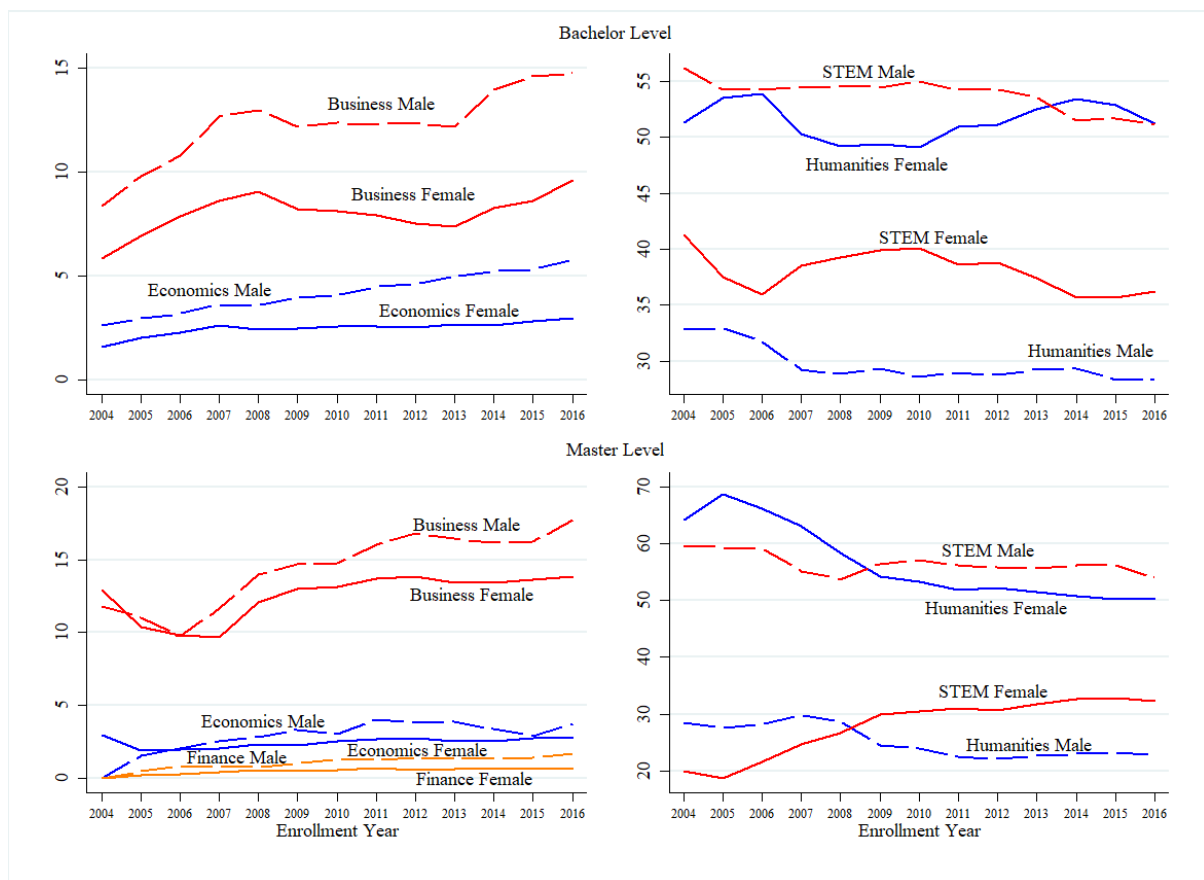 Bachelor Level
15
10
5
0
Business Male
Business Female
Economics Male
Economics Female
2004 2005 2006 2007 2008 2009 2010 2011 2012 2013 2014 2015 2016
55
50
45
40
35
30
STEM Male
Humanities Female
STEM Female
Humanities Male
2004 2005 2006 2007 2008 2009 2010 2011 2012 2013 2014 2015 2016
Master Level
20
15
10
5
0
Business Male
Business Female
Economics Male
Economics Female
Finance Male
Finance Female
2004 2005 2006 2007 2008 2009 2010 2011 2012 2013 2014 2015 2016
Enrollment Year
70
60
50
40
30
20
STEM Male
Humanities Female
STEM Female
Humanities Male
2004 2005 2006 2007 2008 2009 2010 2011 2012 2013 2014 2015 2016
Enrollment Year